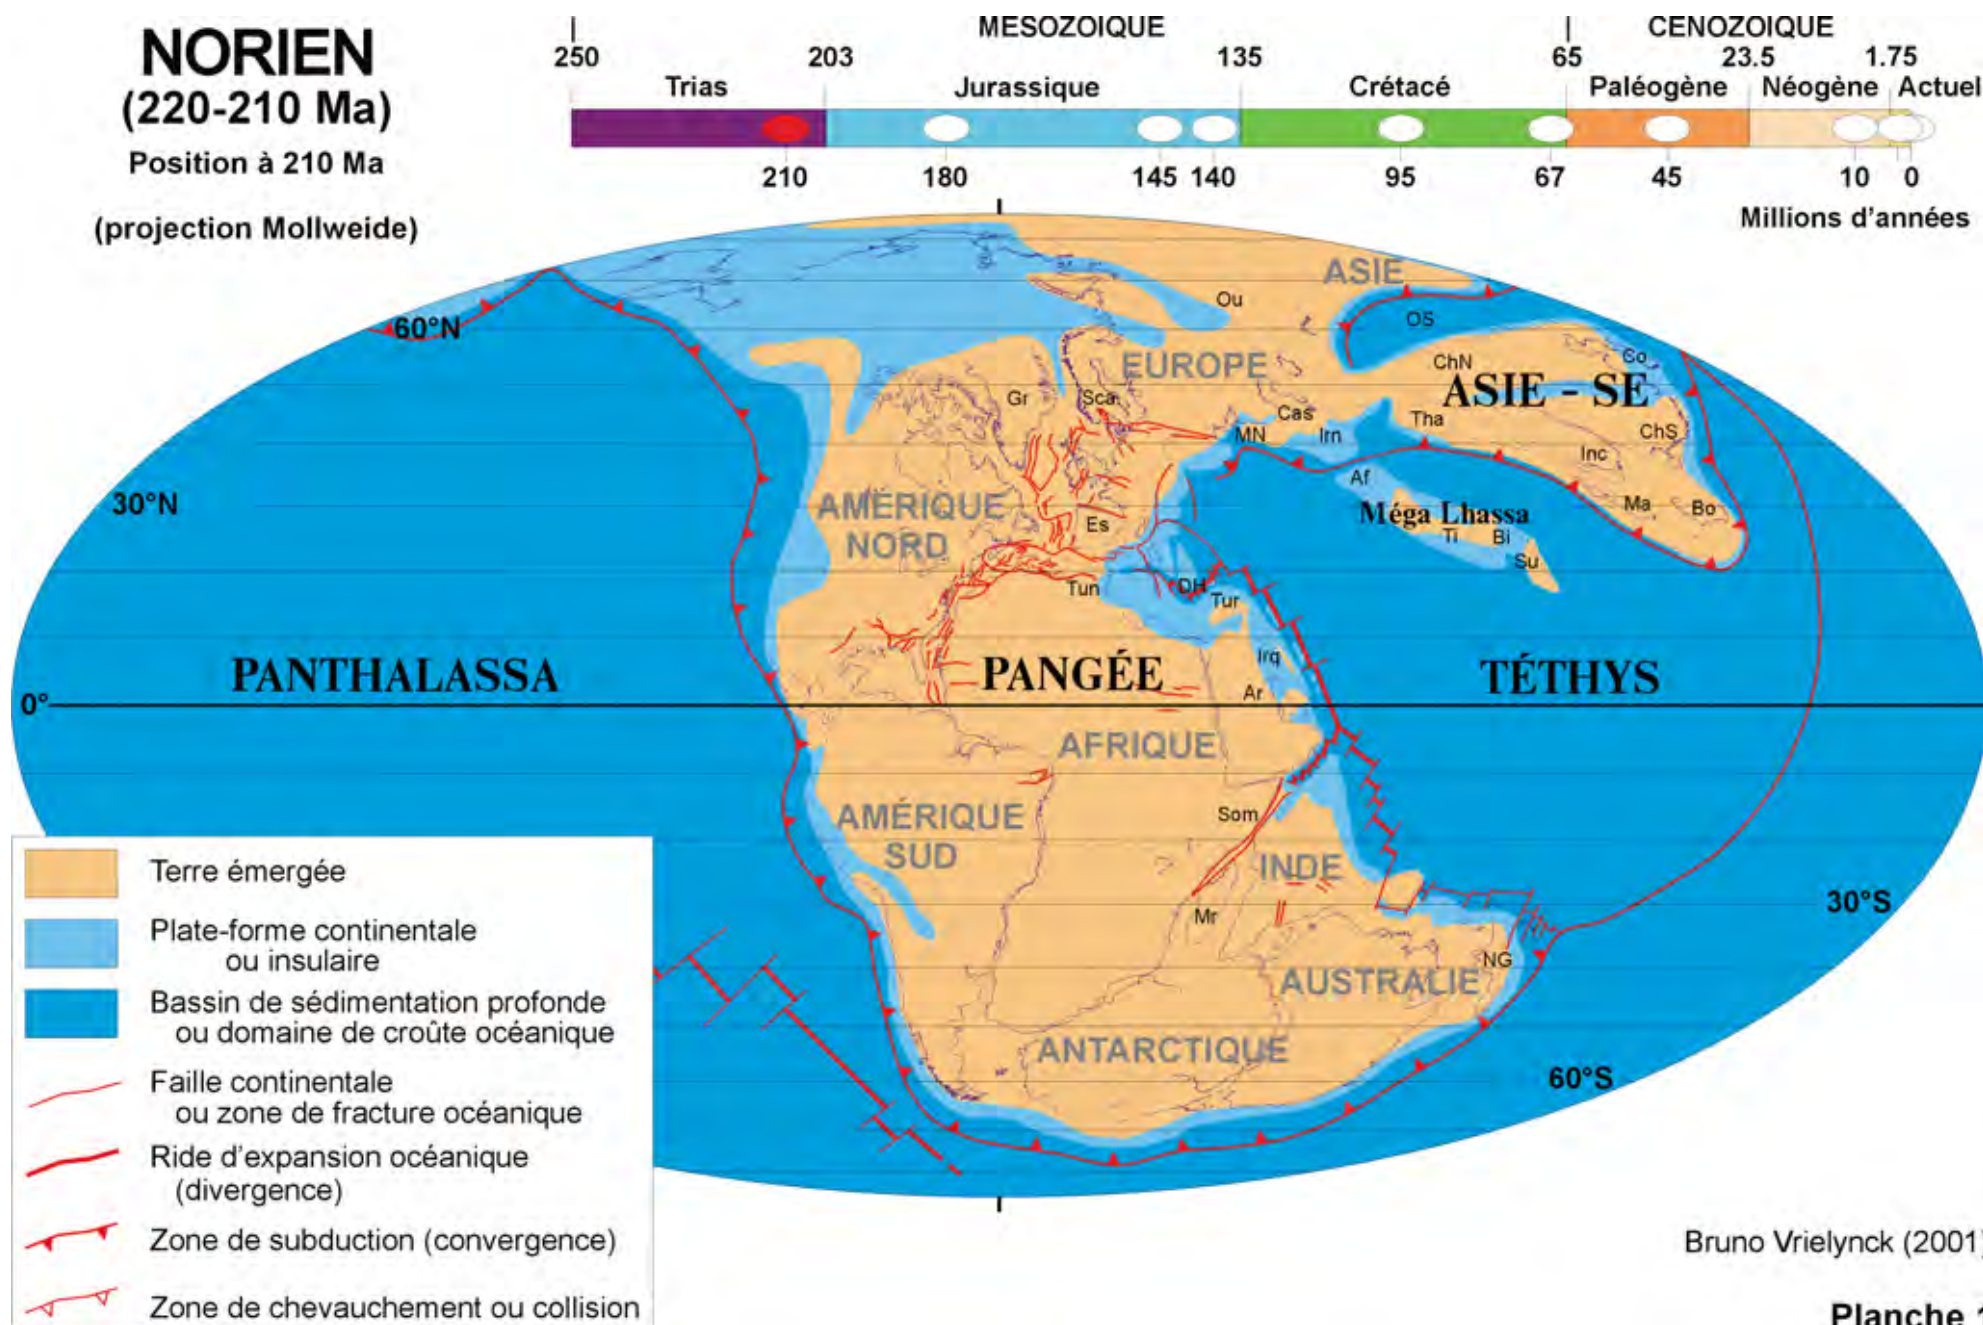 NORIEN
(220-210 Ma)
Position à 210 Ma
(projection Mollweide)
MESOZOIQUE
CENOZOIQUE
250 203 135 65 23.5 1.75
Trias Jurassique Crétacé Paléogène Néogène Actuel
210 180 145 140 95 67 45 10 0
Millions d'années
ASIE
Ou
60°N
OS
EUROPE
Co
ChN
ASIE - SE
Gr
Sca
Cas
Tha
MN
Irn
ChS
Inc
Af
30°N
AMÉRIQUE
NORD
Es
Méga Lhassa
Ma
Bo
Ti
Bi
Su
Tun
DH
Tur
Irq
PANTHALASSA
PANGÉE
TÉTHYS
Ar
0°
AFRIQUE
AMÉRIQUE
SUD
Som
INDE
Mr
30°S
NG
AUSTRALIE
ANTARCTIQUE
60°S
Terre émergée
Plate-forme continentale
ou insulaire
Bassin de sédimentation profonde
ou domaine de croûte océanique
Faille continentale
ou zone de fracture océanique
Ride d'expansion océanique
(divergence)
Zone de subduction (convergence)
Zone de chevauchement ou collision
Bruno Vrielynck (2001)
Planche 1